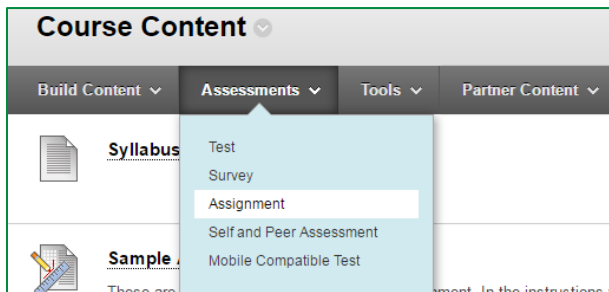 Course Content
Build Content Assessments Tools Partner Content
Syllabus
Test
Survey
Assignment
Self and Peer Assessment
Sample
Mobile Compatible Test
These are
ment. In the instructions